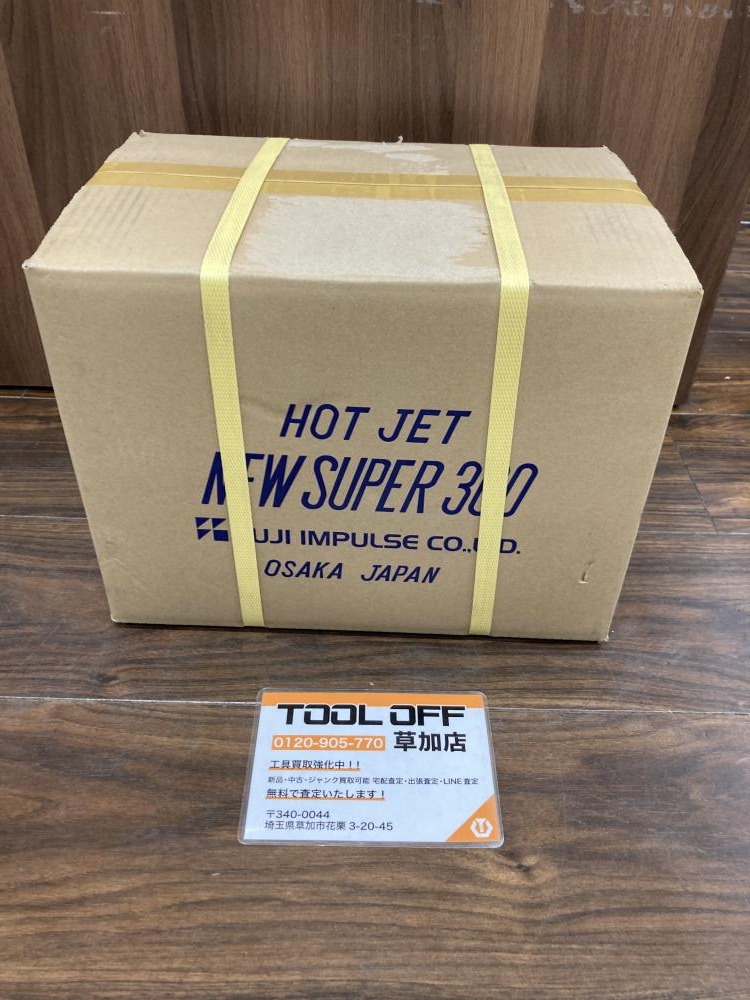 HOT JET
NEW SUPER 300
FUJI IMPULSE CO., LTD.
OSAKA JAPAN
TOOL OFF
0120-905-770 草加店
工具買取強化中!!
新品・中古・ジャンク買取可能 宅配査定・出張査定・LINE査定
無料で査定いたします!
〒340-0044
埼玉県草加市花栗3-20-45